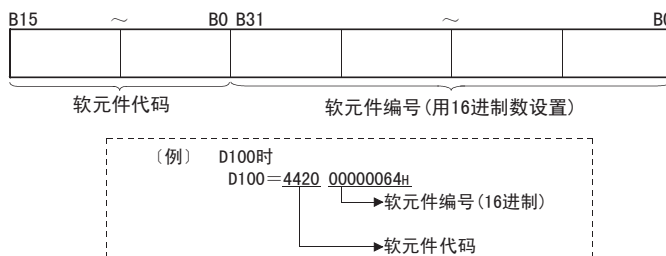 B15 ～ B0 B31 ～ B0
软元件代码 软元件编号(用16进制数设置)
〔例〕 D100时
D100＝4420 00000064H
软元件编号(16进制)
软元件代码